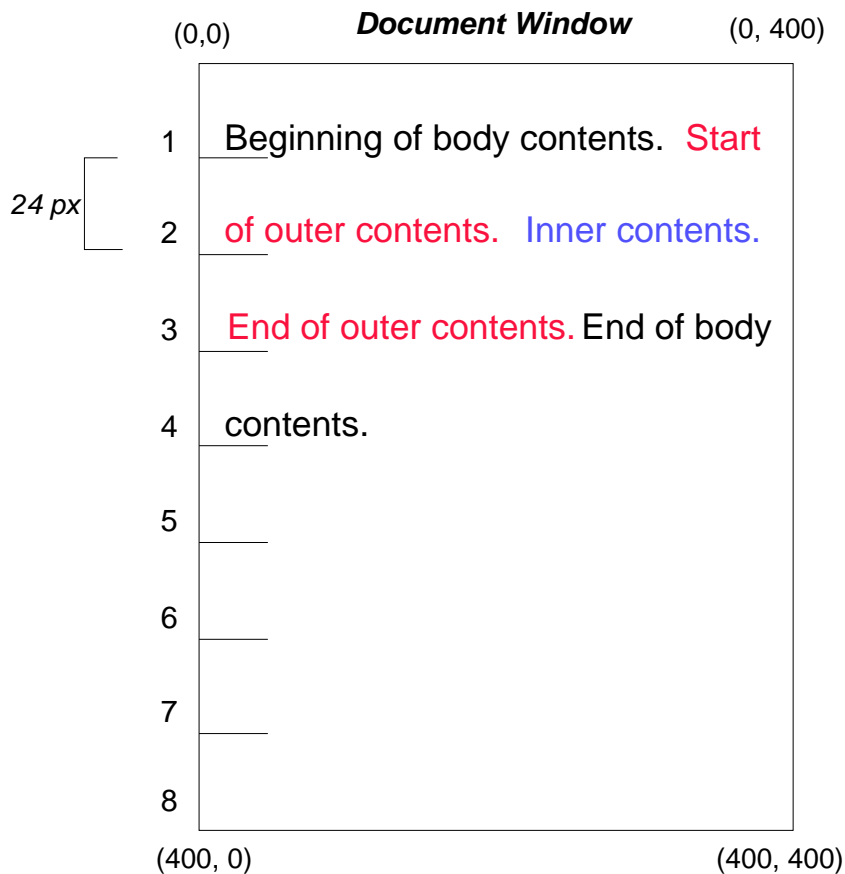 Document Window
(0,0) (0, 400)
1 Beginning of body contents. Start
24 px
2 of outer contents. Inner contents.
3 End of outer contents. End of body
4 contents.
5
6
7
8
(400, 0) (400, 400)